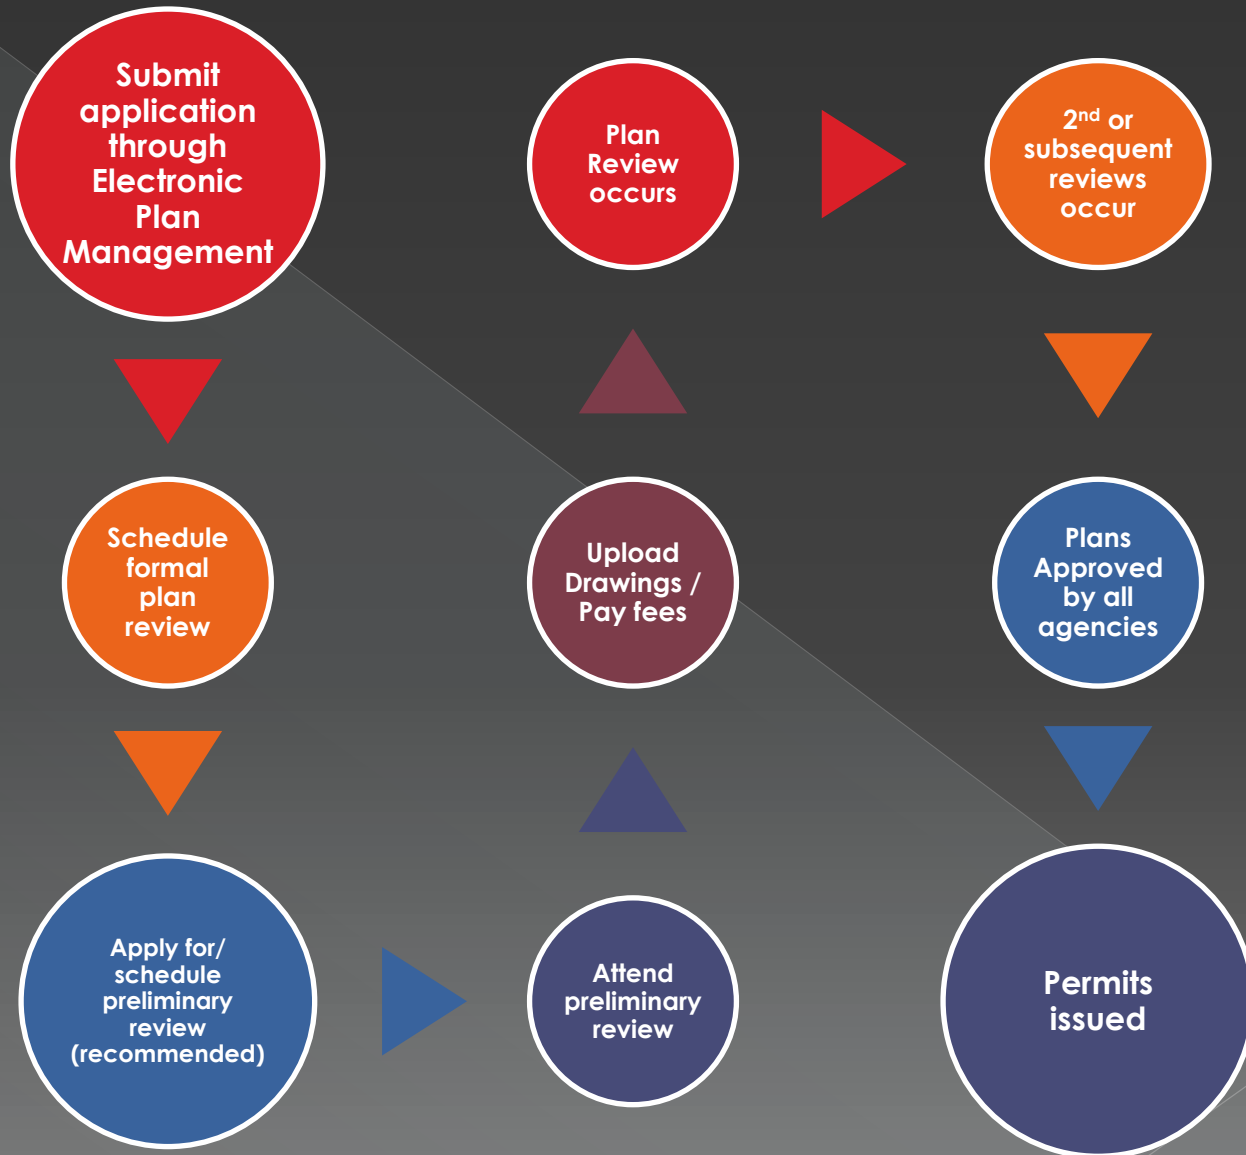 Submit
application
through
Electronic
Plan
Management
Schedule
formal
plan
review
Apply for/
schedule
preliminary
review
(recommended)
Attend
preliminary
review
Upload
Drawings /
Pay fees
Plan
Review
occurs
2nd or
subsequent
reviews
occur
Plans
Approved
by all
agencies
Permits
issued